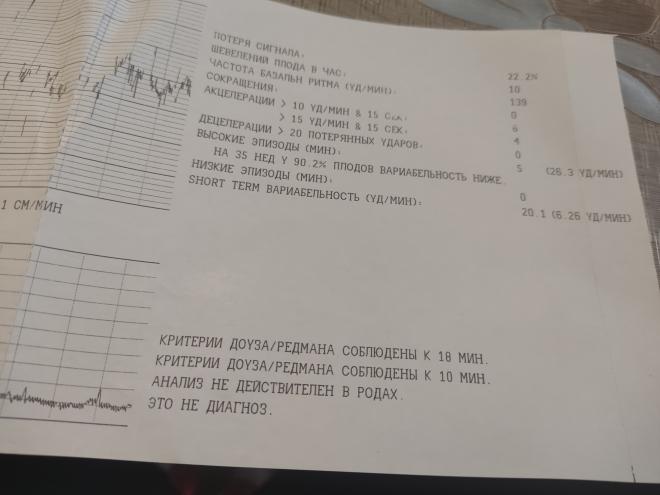 ПОТЕРЯ СИГНАЛА: 22.2%
ШЕВЕЛЕНИЙ ПЛОДА В ЧАС: 10
ЧАСТОТА БАЗАЛЬН РИТМА (УД/МИН): 139
СОКРАЩЕНИЯ: 0
АКЦЕЛЕРАЦИИ > 10 УД/МИН & 15 СЕК: 6
> 15 УД/МИН & 15 СЕК: 4
ДЕЦЕЛЕРАЦИИ > 20 ПОТЕРЯННЫХ УДАРОВ: 0
ВЫСОКИЕ ЭПИЗОДЫ (МИН): 5 (26.3 УД/МИН)
НА 35 НЕД У 90.2% ПЛОДОВ ВАРИАБЕЛЬНОСТЬ НИЖЕ.
НИЗКИЕ ЭПИЗОДЫ (МИН): 0
SHORT TERM ВАРИАБЕЛЬНОСТЬ (УД/МИН): 20.1 (6.26 УД/МИН)
1 СМ/МИН
КРИТЕРИИ ДОУЗА/РЕДМАНА СОБЛЮДЕНЫ К 18 МИН.
КРИТЕРИИ ДОУЗА/РЕДМАНА СОБЛЮДЕНЫ К 10 МИН.
АНАЛИЗ НЕ ДЕЙСТВИТЕЛЕН В РОДАХ.
ЭТО НЕ ДИАГНОЗ.